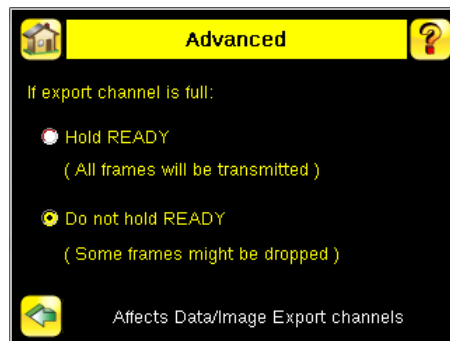 Advanced
?
If export channel is full:
Hold READY
( All frames will be transmitted )
Do not hold READY
( Some frames might be dropped )
Affects Data/Image Export channels